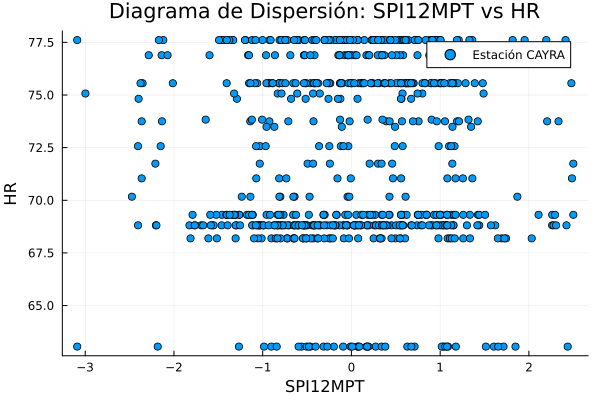 Diagrama de Dispersión: SPI12MPT vs HR
77.5
Estación CAYRA
75.0
72.5
HR
70.0
67.5
65.0
−3 −2 −1 0 1 2
SPI12MPT